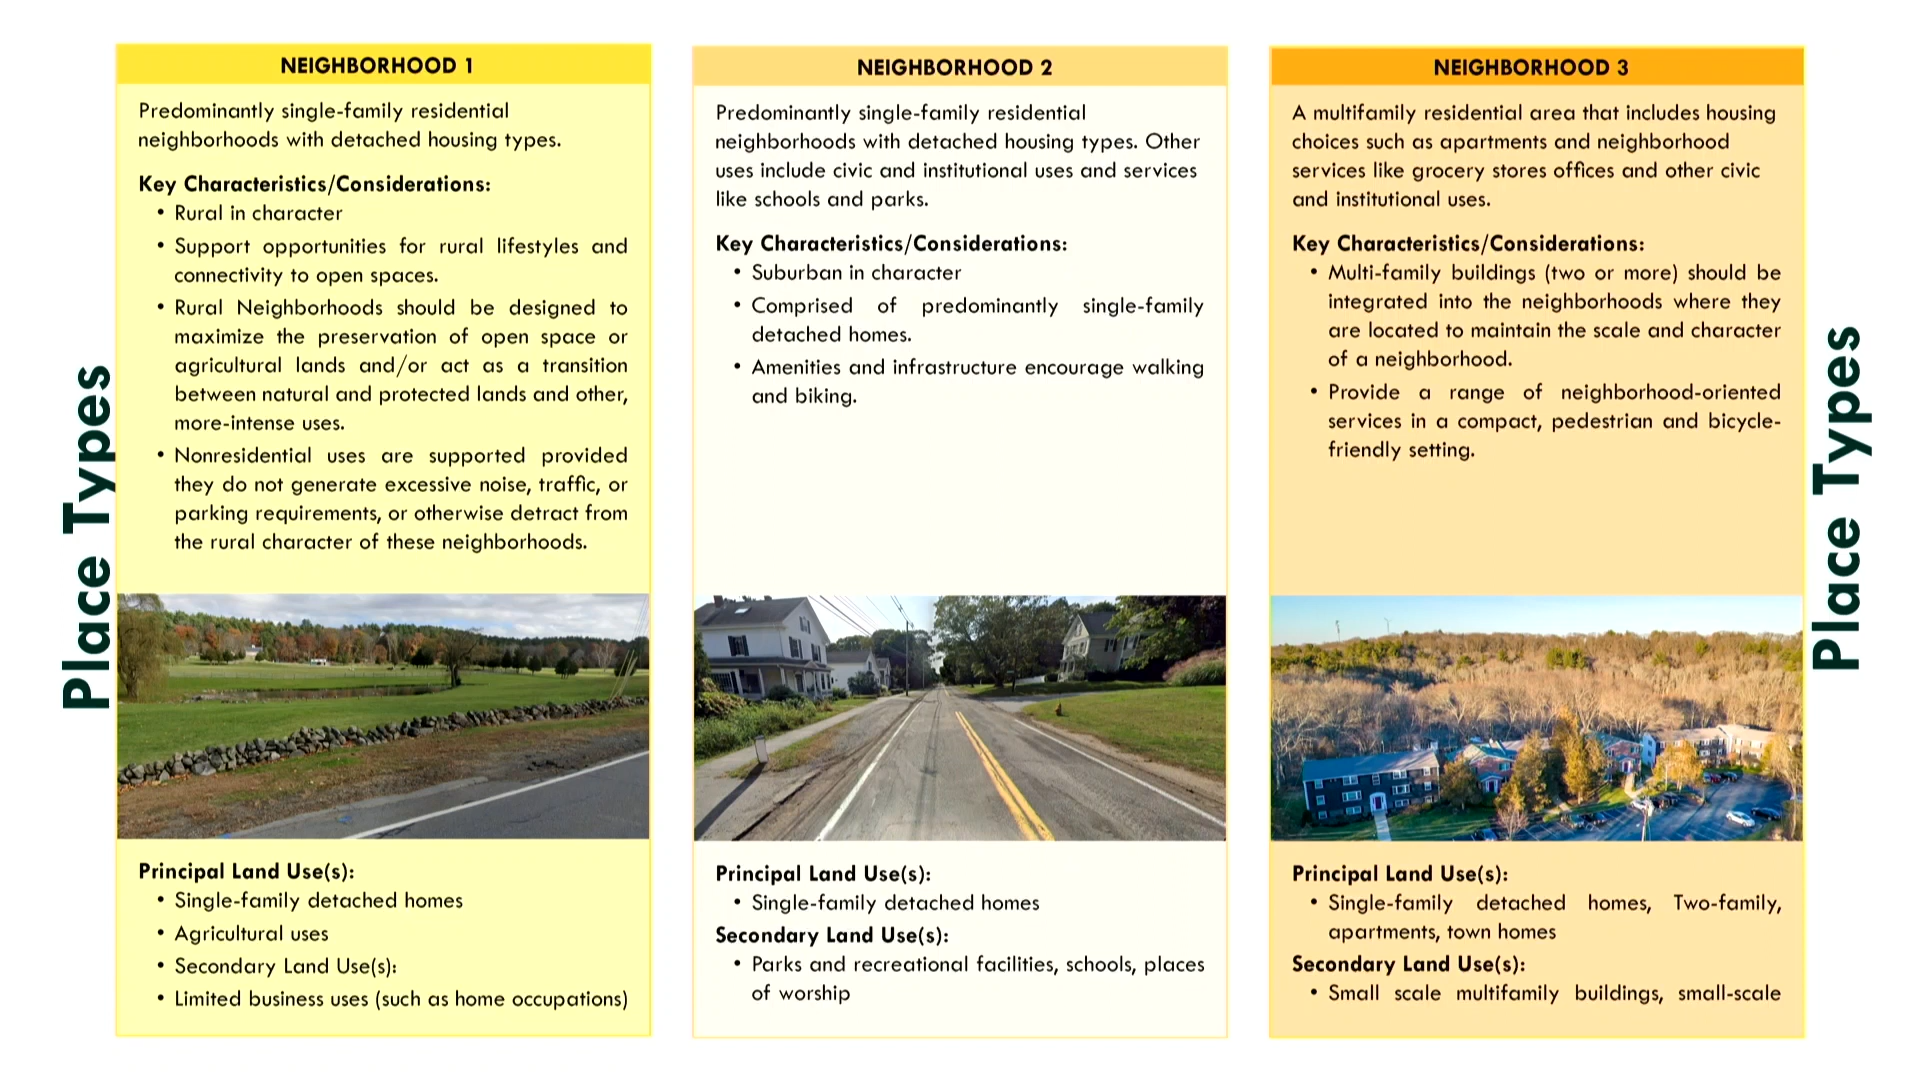 Place Types
NEIGHBORHOOD 1
Predominantly single-family residential
neighborhoods with detached housing types.
Key Characteristics/Considerations:
• Rural in character
• Support opportunities for rural lifestyles and
connectivity to open spaces.
• Rural Neighborhoods should be designed to
maximize the preservation of open space or
agricultural lands and/or act as a transition
between natural and protected lands and other,
more-intense uses.
• Nonresidential uses are supported provided
they do not generate excessive noise, traffic, or
parking requirements, or otherwise detract from
the rural character of these neighborhoods.
Principal Land Use(s):
• Single-family detached homes
• Agricultural uses
• Secondary Land Use(s):
• Limited business uses (such as home occupations)
NEIGHBORHOOD 2
Predominantly single-family residential
neighborhoods with detached housing types. Other
uses include civic and institutional uses and services
like schools and parks.
Key Characteristics/Considerations:
• Suburban in character
• Comprised of predominantly single-family
detached homes.
• Amenities and infrastructure encourage walking
and biking.
Principal Land Use(s):
• Single-family detached homes
Secondary Land Use(s):
• Parks and recreational facilities, schools, places
of worship
NEIGHBORHOOD 3
A multifamily residential area that includes housing
choices such as apartments and neighborhood
services like grocery stores offices and other civic
and institutional uses.
Key Characteristics/Considerations:
• Multi-family buildings (two or more) should be
integrated into the neighborhoods where they
are located to maintain the scale and character
of a neighborhood.
• Provide a range of neighborhood-oriented
services in a compact, pedestrian and bicycle-
friendly setting.
Principal Land Use(s):
• Single-family detached homes, Two-family,
apartments, town homes
Secondary Land Use(s):
• Small scale multifamily buildings, small-scale
Place Types